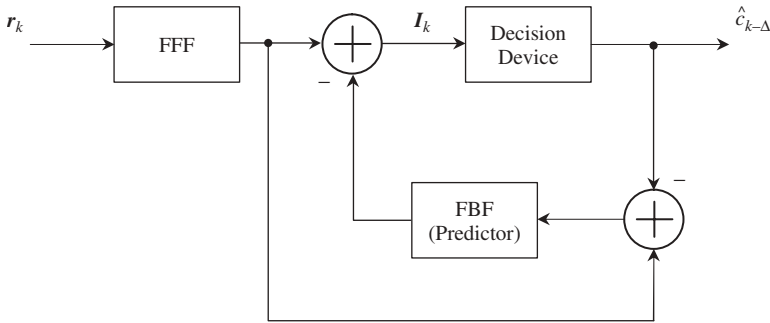 r_k
FFF
I_k
Decision
Device
ĉ_{k–Δ}
–
–
FBF
(Predictor)